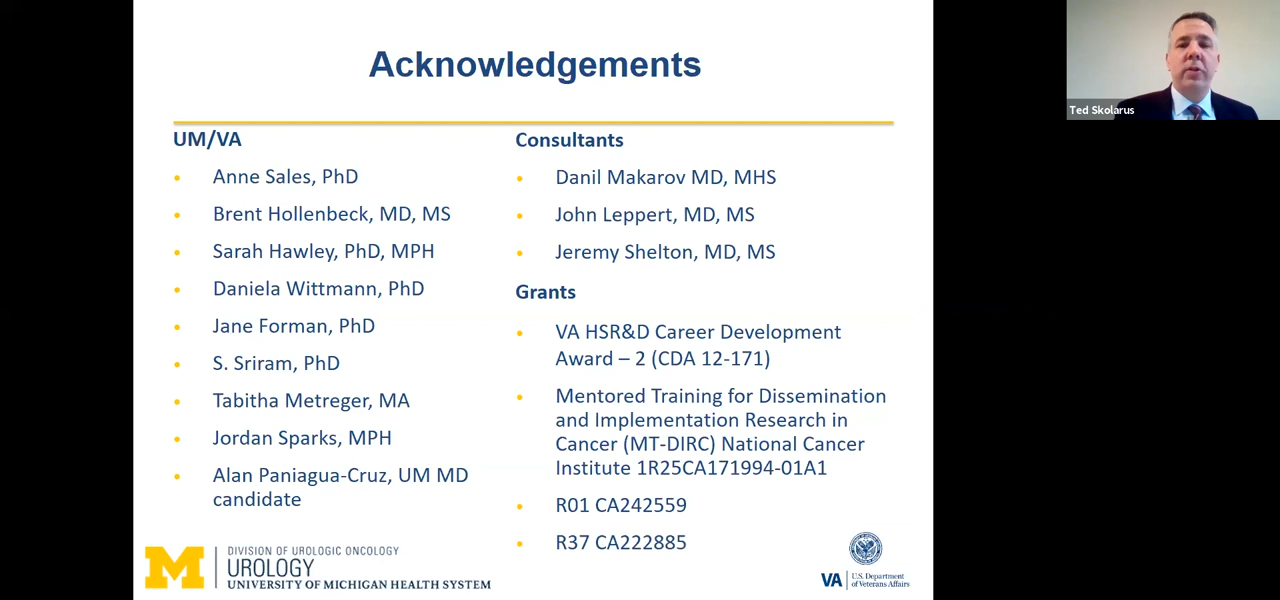 Acknowledgements
UM/VA
Anne Sales, PhD
Brent Hollenbeck, MD, MS
Sarah Hawley, PhD, MPH
Daniela Wittmann, PhD
Jane Forman, PhD
S. Sriram, PhD
Tabitha Metreger, MA
Jordan Sparks, MPH
Alan Paniagua-Cruz, UM MD
candidate
Consultants
Danil Makarov MD, MHS
John Leppert, MD, MS
Jeremy Shelton, MD, MS
Grants
VA HSR&D Career Development
Award – 2 (CDA 12-171)
Mentored Training for Dissemination
and Implementation Research in
Cancer (MT-DIRC) National Cancer
Institute 1R25CA171994-01A1
R01 CA242559
R37 CA222885
M
DIVISION OF UROLOGIC ONCOLOGY
UROLOGY
UNIVERSITY OF MICHIGAN HEALTH SYSTEM
VA
U.S. Department
of Veterans Affairs
Ted Skolarus